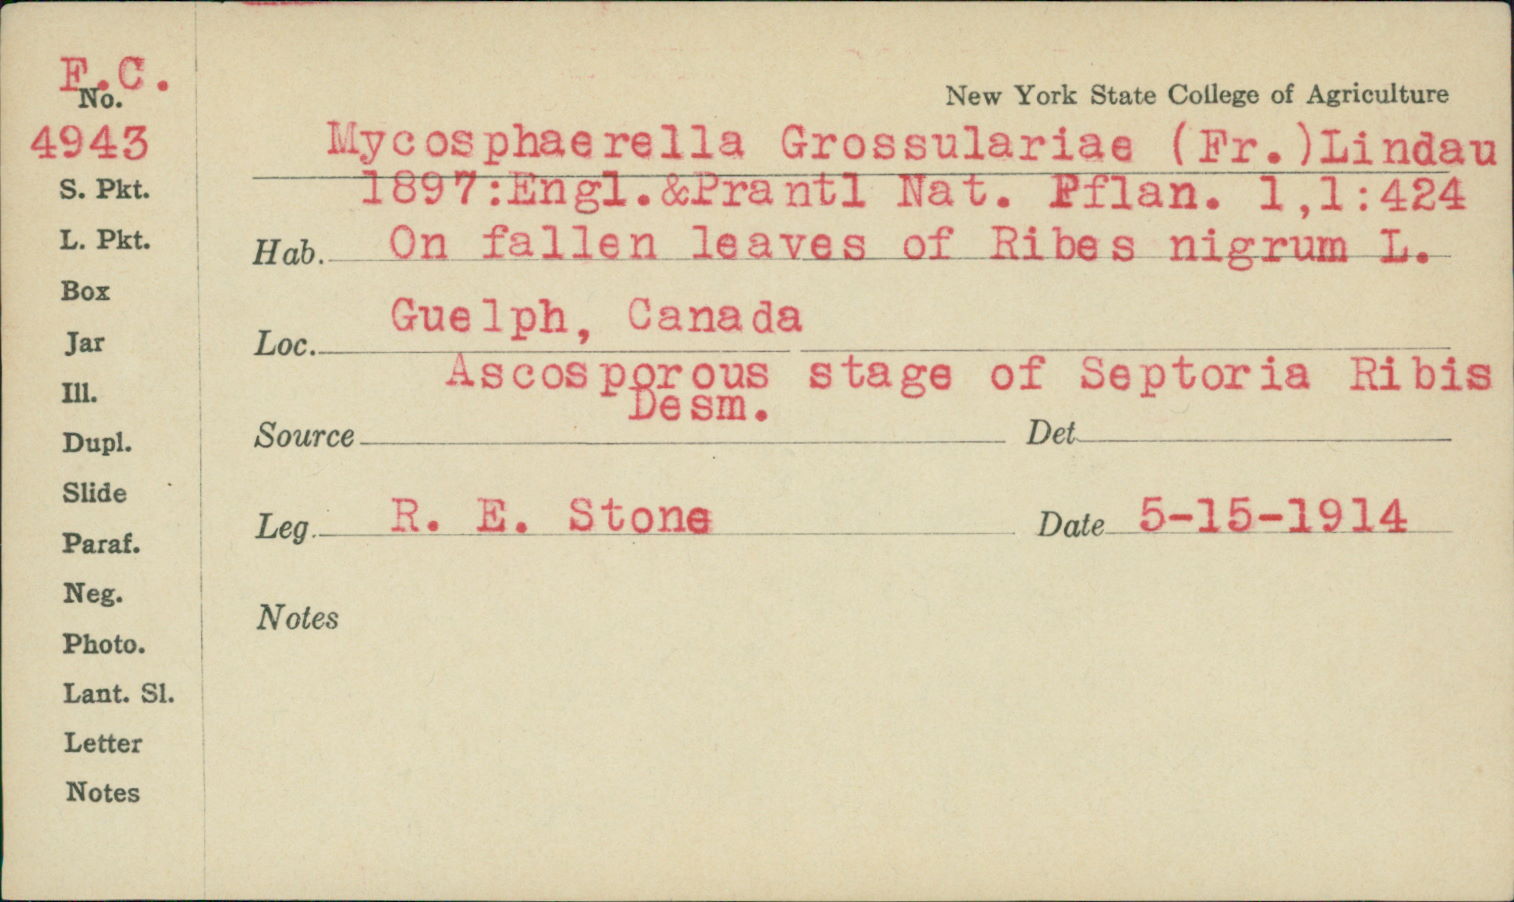 F.C.
No.
4943
S. Pkt.
L. Pkt.
Box
Jar
Ill.
Dupl.
Slide
Paraf.
Neg.
Photo.
Lant. Sl.
Letter
Notes
New York State College of Agriculture
Mycosphaerella Grossulariae (Fr.)Lindau
1897:Engl.&Prantl Nat. Pflan. 1,1:424
Hab. On fallen leaves of Ribes nigrum L.
Loc. Guelph, Canada
Ascosporous stage of Septoria Ribis
Desm.
Source Det
Leg. R. E. Stone Date 5-15-1914
Notes